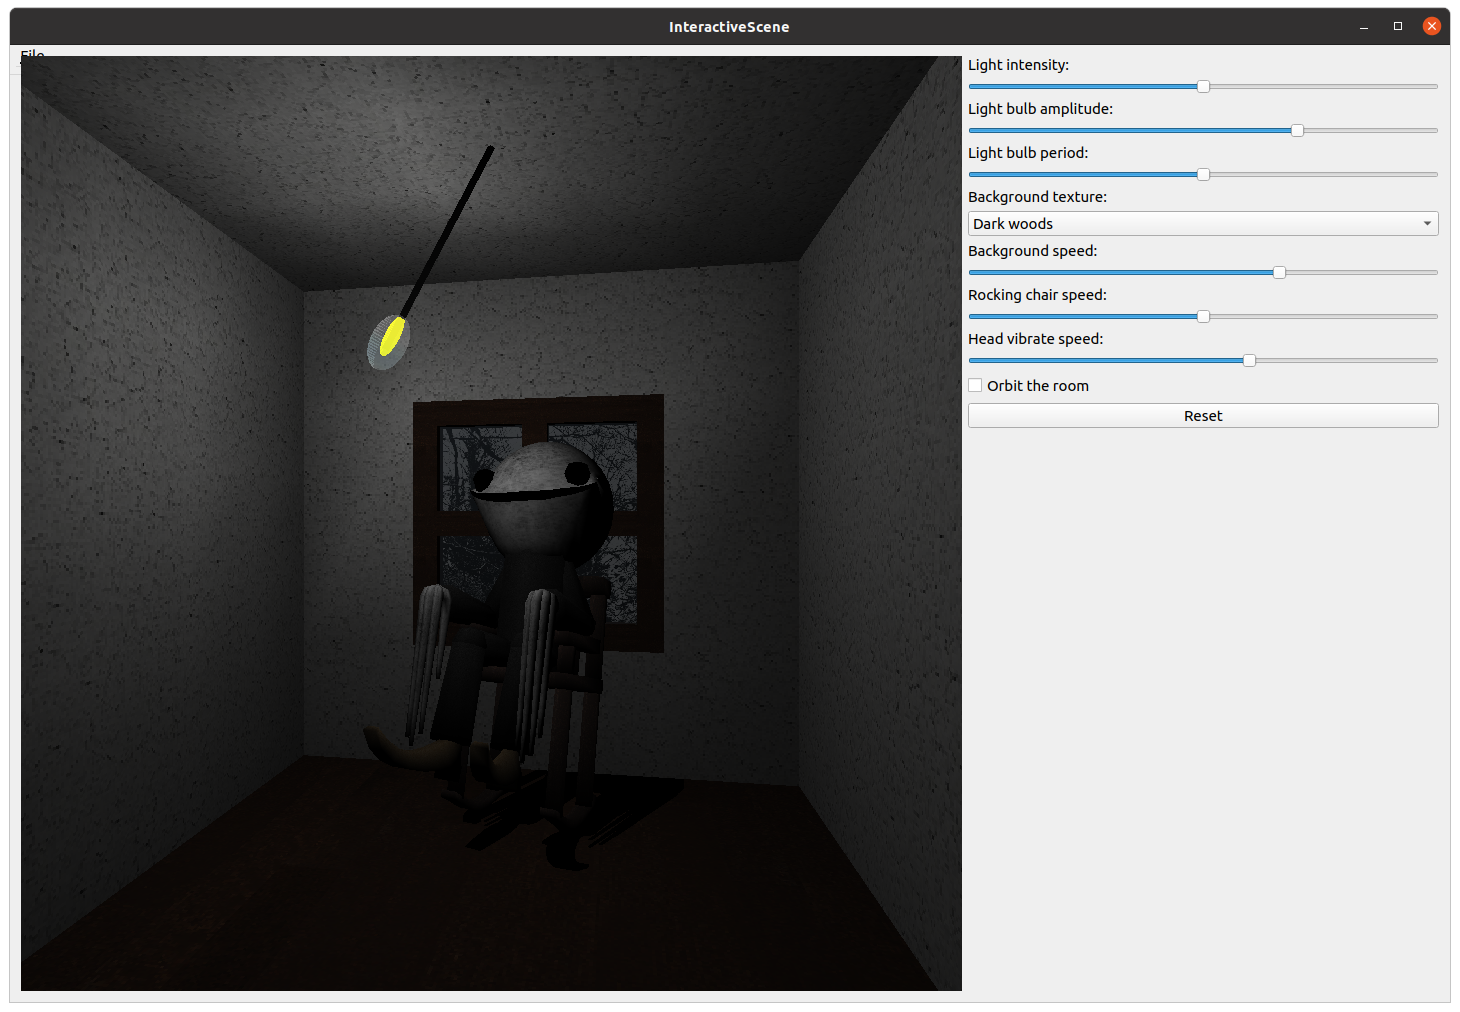 InteractiveScene
File
Light intensity:
Light bulb amplitude:
Light bulb period:
Background texture:
Dark woods
Background speed:
Rocking chair speed:
Head vibrate speed:
Orbit the room
Reset